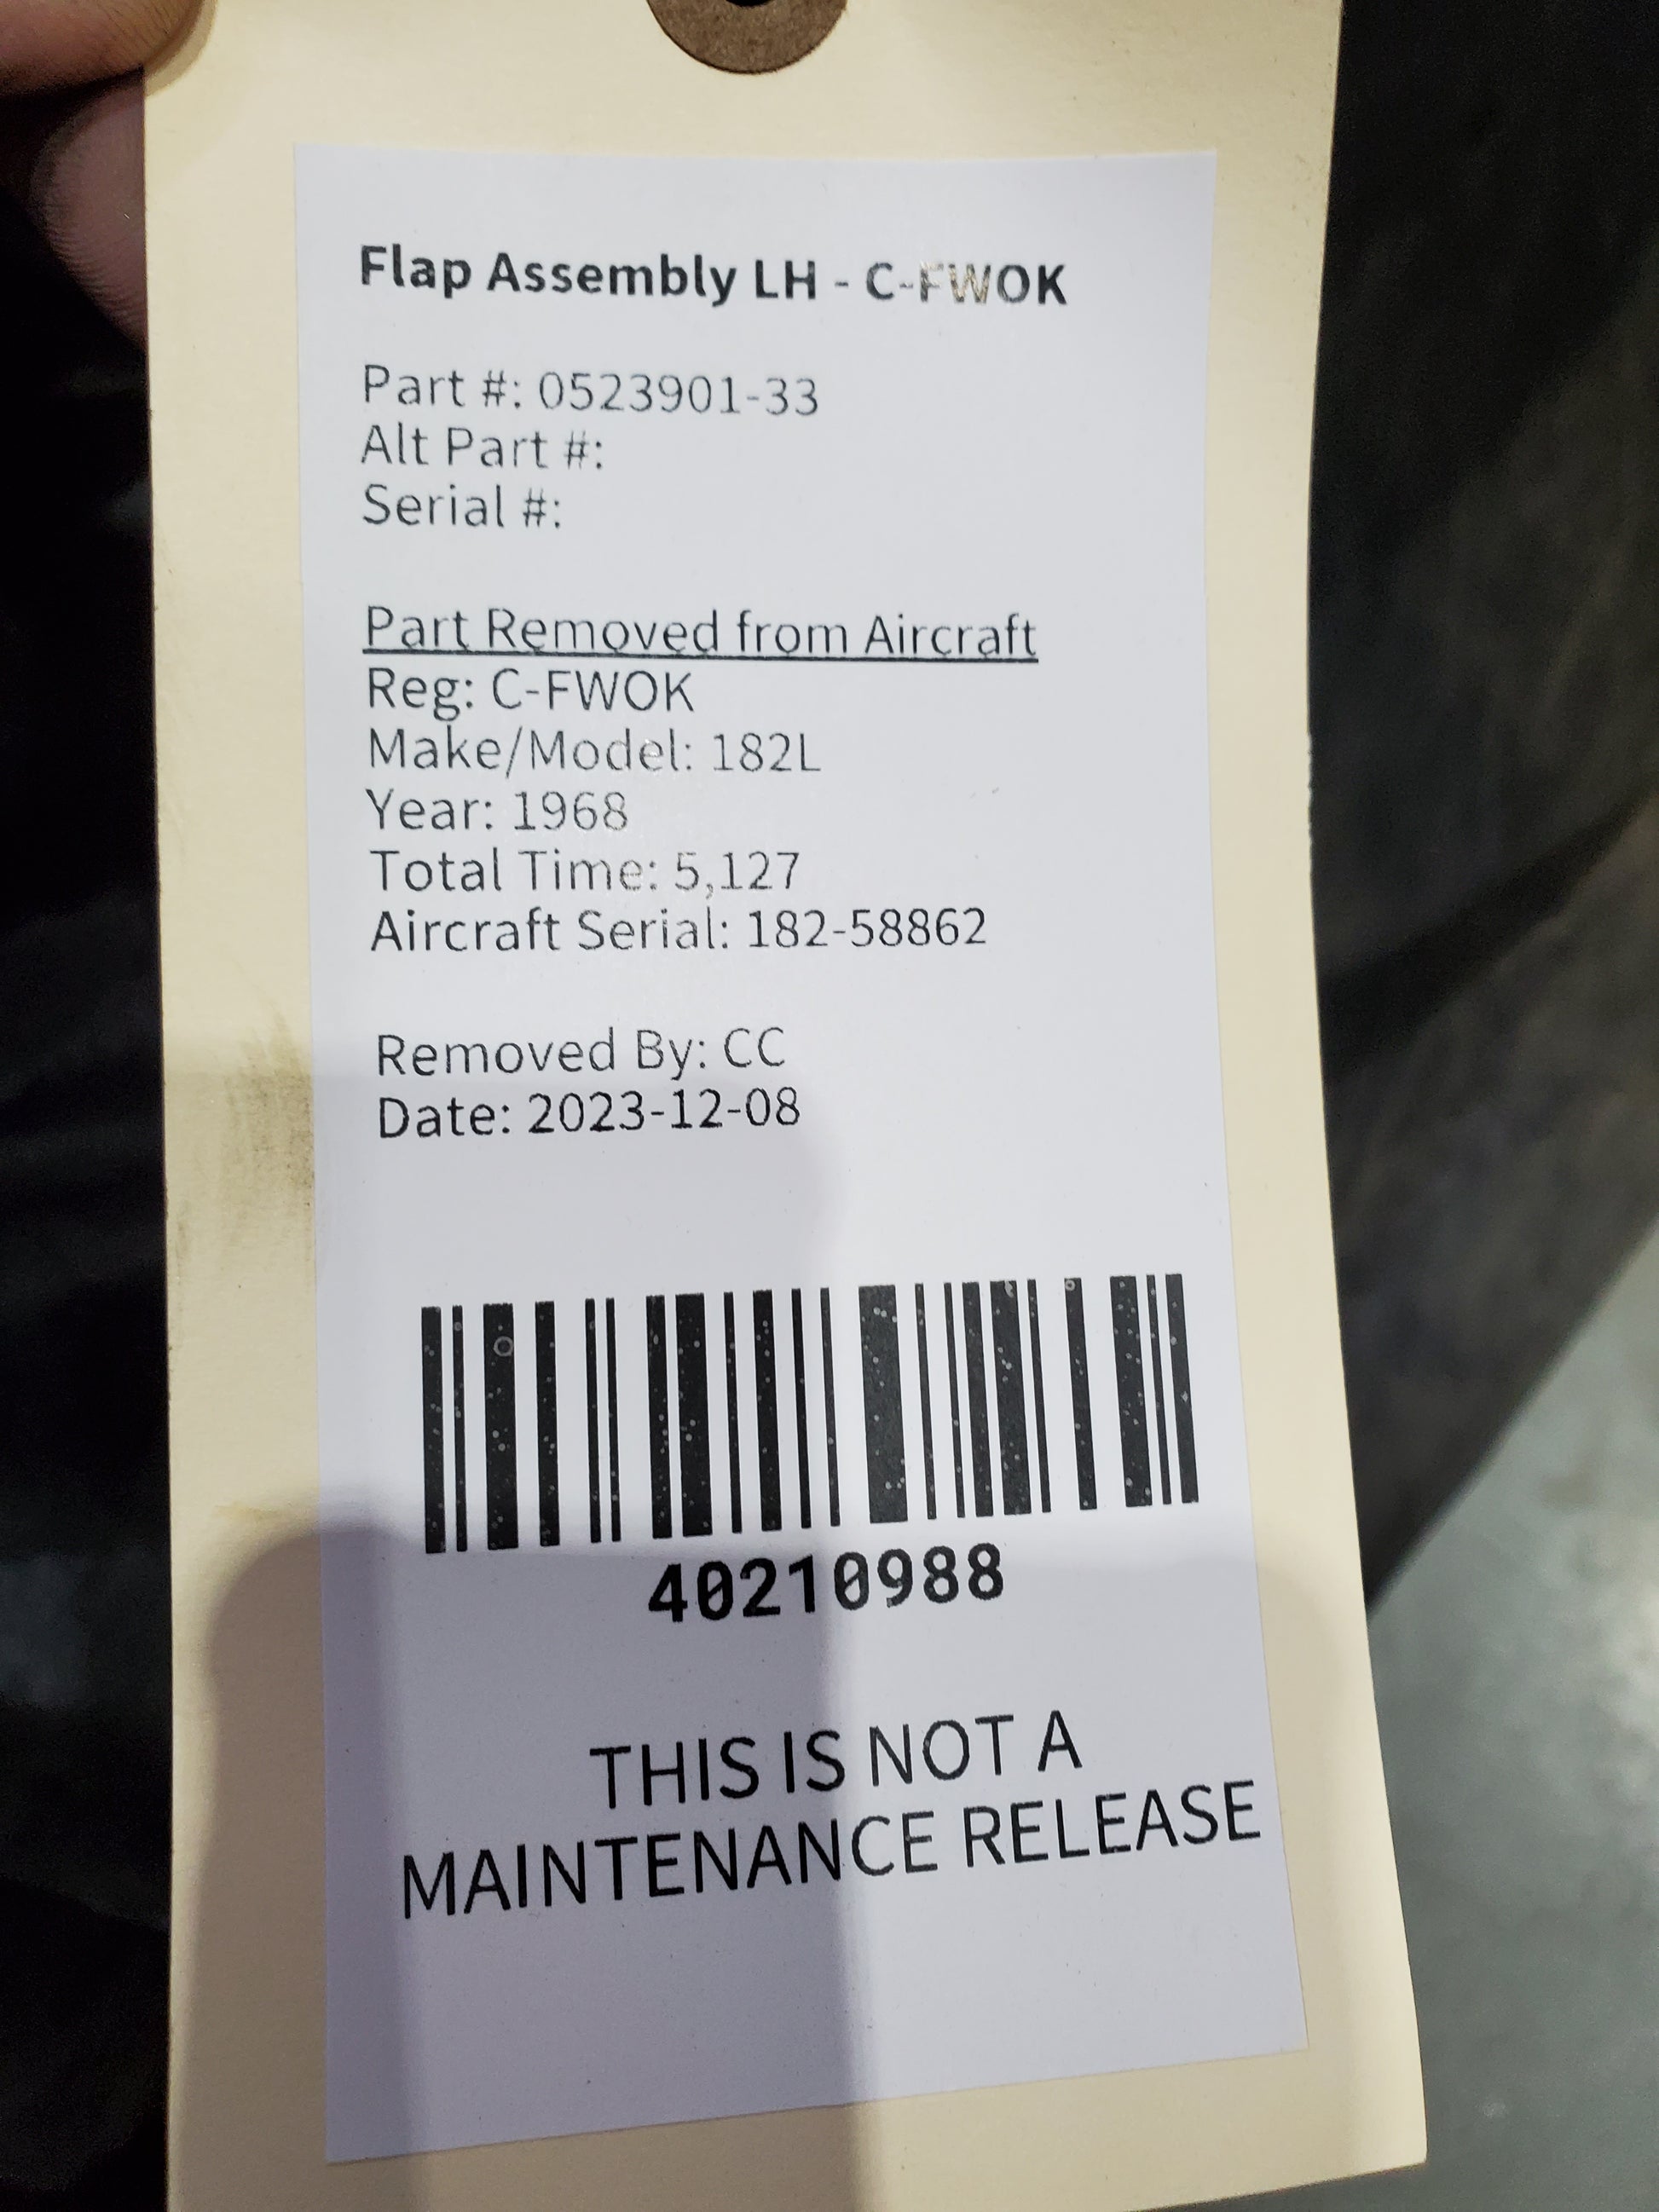 Flap Assembly LH - C-FWOK
Part #: 0523901-33
Alt Part #:
Serial #:
Part Removed from Aircraft
Reg: C-FWOK
Make/Model: 182L
Year: 1968
Total Time: 5,127
Aircraft Serial: 182-58862
Removed By: CC
Date: 2023-12-08
40210988
THIS IS NOT A
MAINTENANCE RELEASE